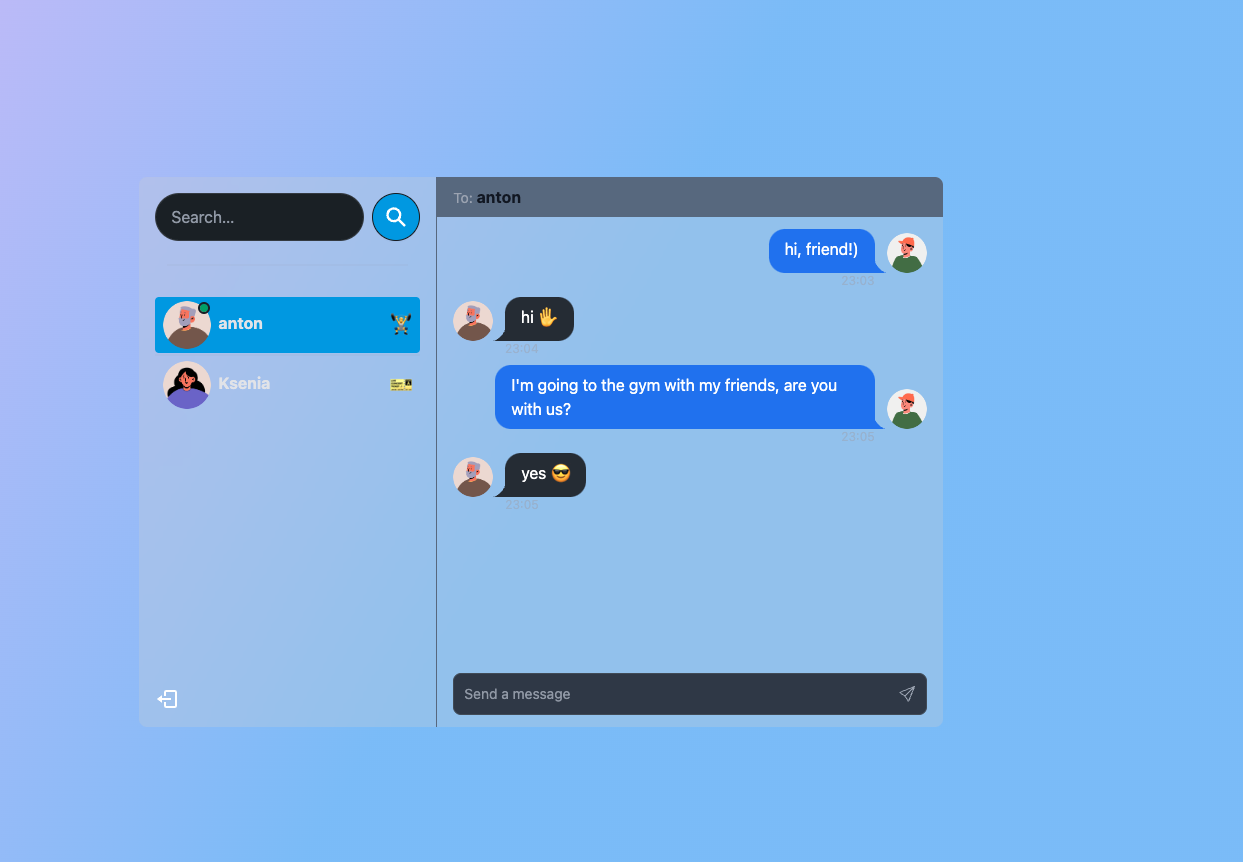 Search...
anton
Ksenia
To: anton
hi, friend!)
23:03
hi 🖐
23:04
I'm going to the gym with my friends, are you
with us?
23:05
yes 😎
23:06
Send a message